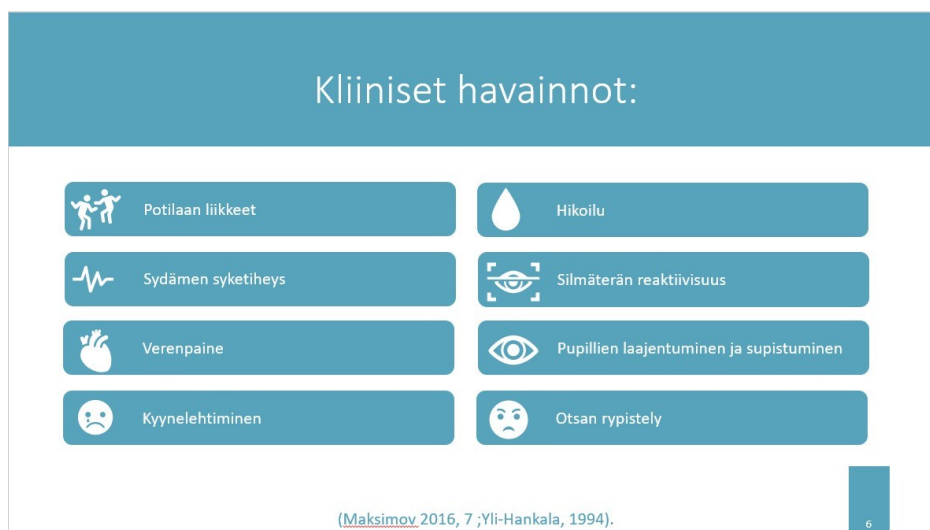 Kliiniset havainnot:
Potilaan liikkeet
Sydämen syketiheys
Verenpaine
Kyynelehtiminen
Hikoilu
Silmäterän reaktiivisuus
Pupillien laajentuminen ja supistuminen
Otsan rypistely
(Maksimov 2016, 7 ;Yli-Hankala, 1994).
6